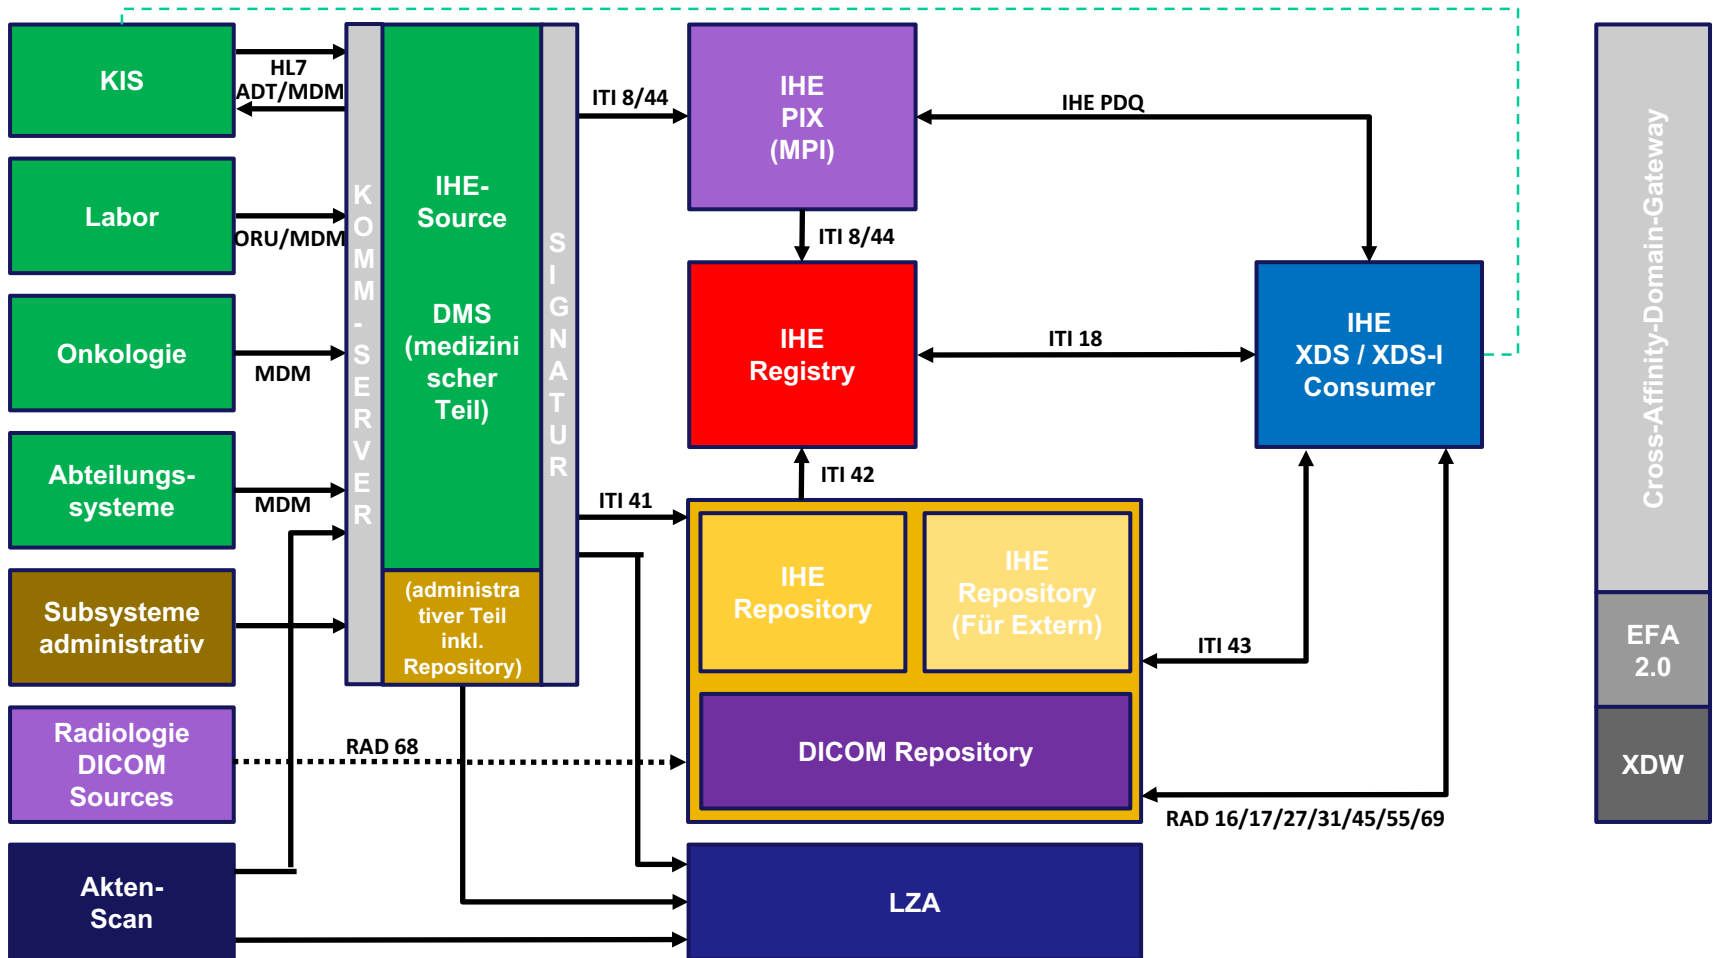 KIS
HL7
ADT/MDM
Labor
ORU/MDM
Onkologie
MDM
Abteilungs-
systeme
MDM
Subsysteme
administrativ
Radiologie
DICOM
Sources
RAD 68
Akten-
Scan
KOMM-SERVER
IHE-
Source
DMS
(medizini
scher
Teil)
(administra
tiver Teil
inkl.
Repository)
SIGNATUR
ITI 8/44
IHE
PIX
(MPI)
IHE PDQ
ITI 8/44
IHE
Registry
ITI 18
IHE
XDS / XDS-I
Consumer
ITI 42
ITI 41
IHE
Repository
IHE
Repository
(Für Extern)
ITI 43
DICOM Repository
RAD 16/17/27/31/45/55/69
LZA
Cross-Affinity-Domain-Gateway
EFA
2.0
XDW